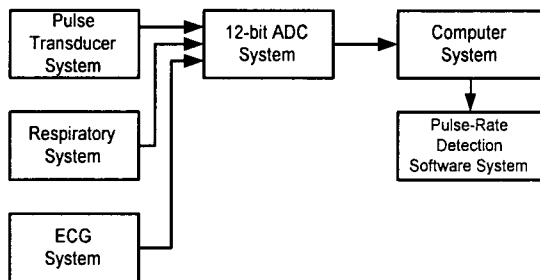 Pulse
Transducer
System
12-bit ADC
System
Computer
System
Respiratory
System
Pulse-Rate
Detection
Software System
ECG
System